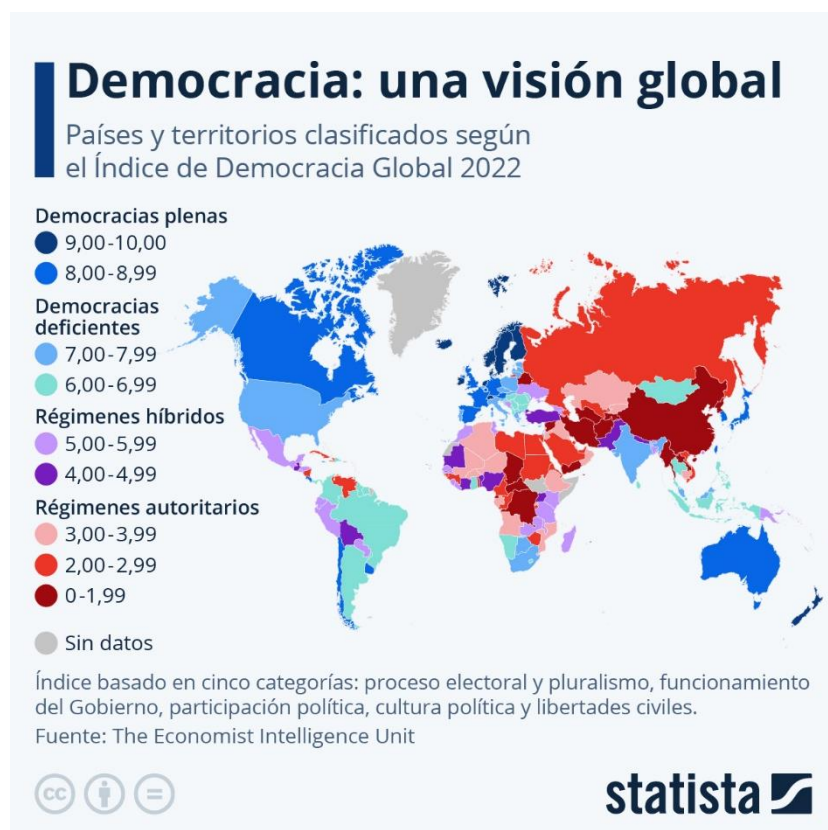 Democracia: una visión global
Países y territorios clasificados según
el Índice de Democracia Global 2022
Democracias plenas
9,00-10,00
8,00-8,99
Democracias
deficientes
7,00-7,99
6,00-6,99
Régimenes híbridos
5,00-5,99
4,00-4,99
Régimenes autoritarios
3,00-3,99
2,00-2,99
0-1,99
Sin datos
Índice basado en cinco categorías: proceso electoral y pluralismo, funcionamiento
del Gobierno, participación política, cultura política y libertades civiles.
Fuente: The Economist Intelligence Unit
cc
statista